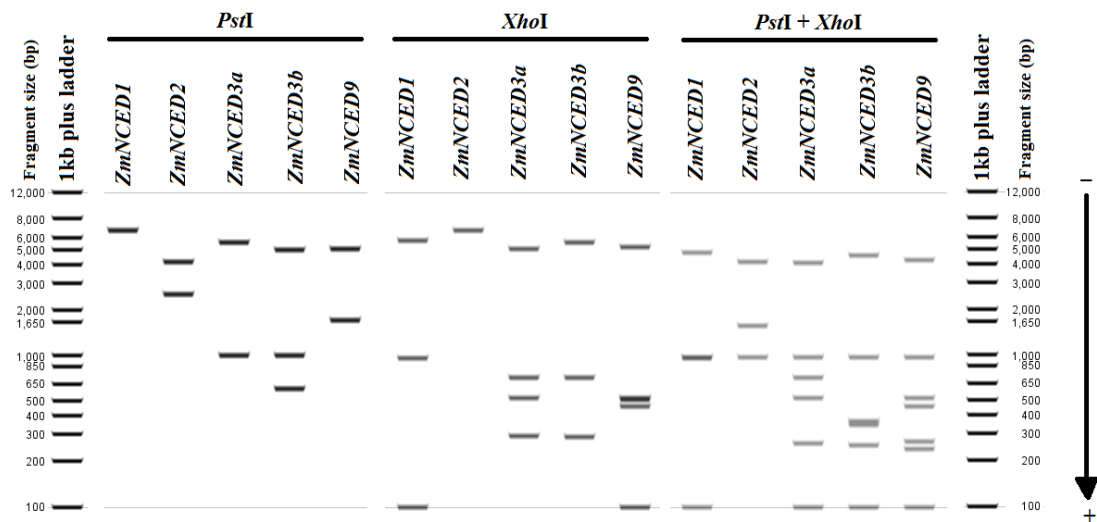 PstI
XhoI
PstI + XhoI
Fragment size (bp)
1kb plus ladder
ZmNCED1
ZmNCED2
ZmNCED3a
ZmNCED3b
ZmNCED9
ZmNCED1
ZmNCED2
ZmNCED3a
ZmNCED3b
ZmNCED9
ZmNCED1
ZmNCED2
ZmNCED3a
ZmNCED3b
ZmNCED9
1kb plus ladder
Fragment size (bp)
12,000
8,000
6,000
5,000
4,000
3,000
2,000
1,650
1,000
850
650
500
400
300
200
100
12,000
8,000
6,000
5,000
4,000
3,000
2,000
1,650
1,000
850
650
500
400
300
200
100
−
+